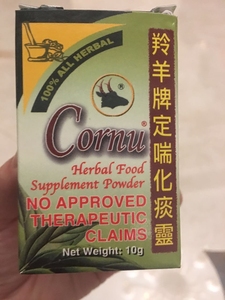 100% ALL HERBAL
®
Cornu®
Herbal Food
Supplement Powder
NO APPROVED
THERAPEUTIC
CLAIMS
Net Weight: 10g
羚羊牌定喘化痰靈